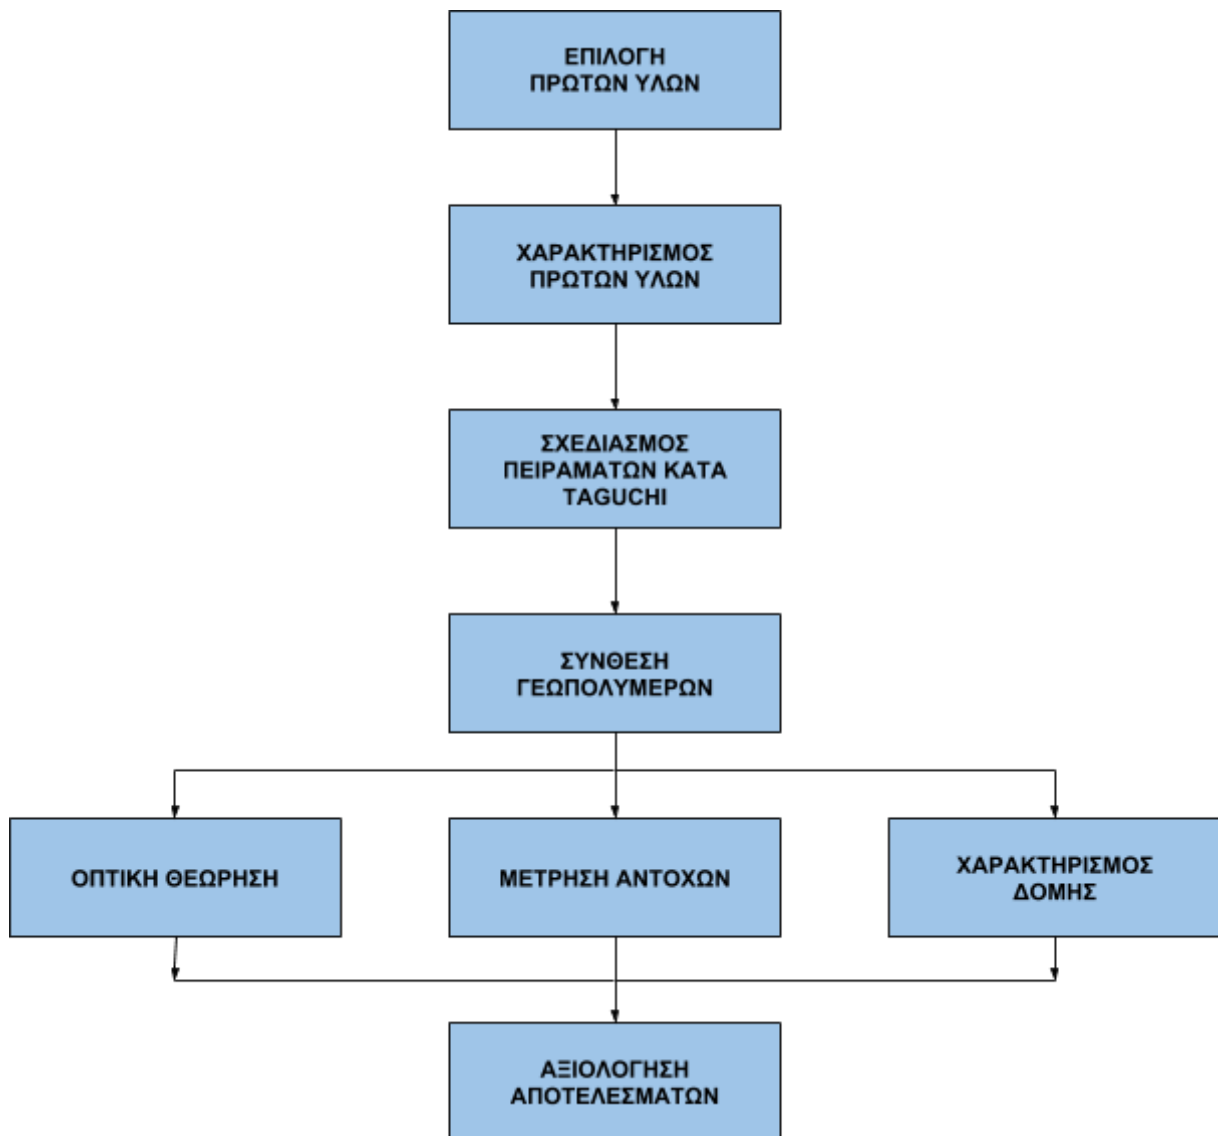 ΕΠΙΛΟΓΗ
ΠΡΩΤΩΝ ΥΛΩΝ
ΧΑΡΑΚΤΗΡΙΣΜΟΣ
ΠΡΩΤΩΝ ΥΛΩΝ
ΣΧΕΔΙΑΣΜΟΣ
ΠΕΙΡΑΜΑΤΩΝ ΚΑΤΑ
TAGUCHI
ΣΥΝΘΕΣΗ
ΓΕΩΠΟΛΥΜΕΡΩΝ
ΟΠΤΙΚΗ ΘΕΩΡΗΣΗ
ΜΕΤΡΗΣΗ ΑΝΤΟΧΩΝ
ΧΑΡΑΚΤΗΡΙΣΜΟΣ
ΔΟΜΗΣ
ΑΞΙΟΛΟΓΗΣΗ
ΑΠΟΤΕΛΕΣΜΑΤΩΝ